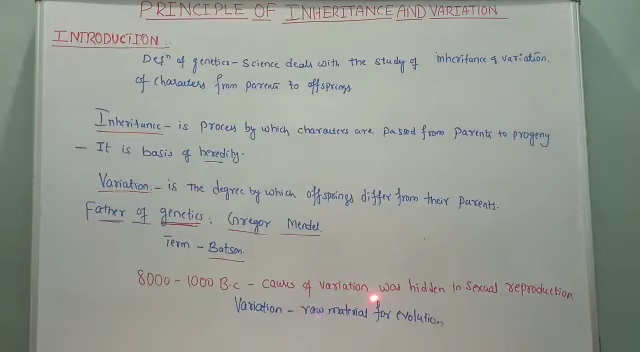 PRINCIPLE OF INHERITANCE AND VARIATION
INTRODUCTION :
Defⁿ of genetics - Science deals with the study of inheritance & variation.
of characters from parents to offsprings
Inheritance - is process by which characters are passed from parents to progeny
- It is basis of heredity.
Variation :- is the degree by which offsprings differ from their parents.
Father of genetics : Gregor Mendel
Term - Batson
8000 - 1000 B.C - causes of variation was hidden in sexual reproduction,
Variation - raw material for evolution,